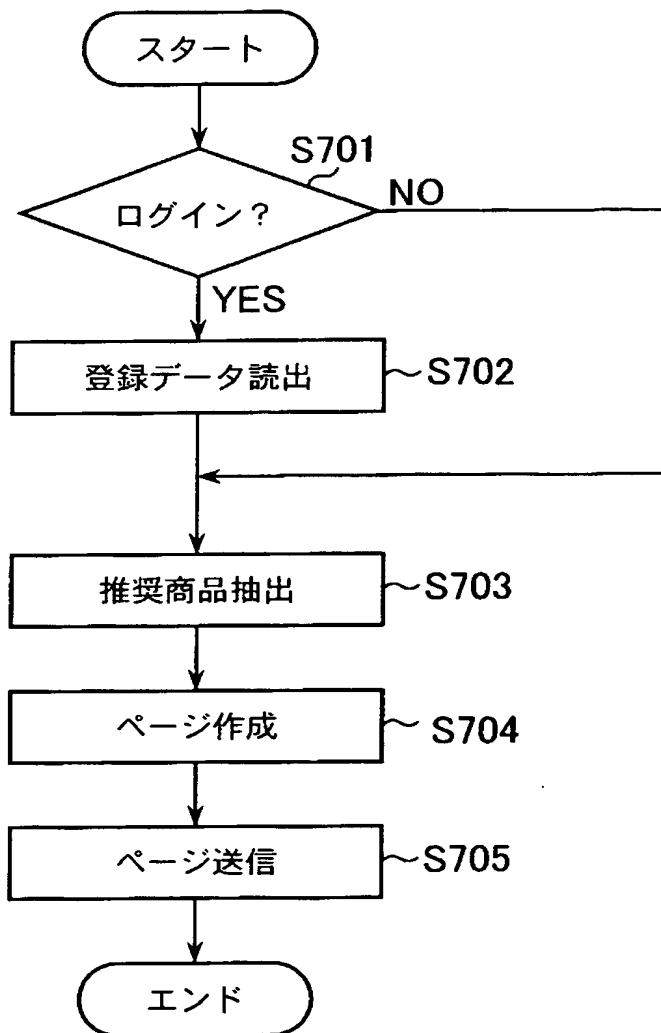 スタート
S701
ログイン?
NO
YES
登録データ読出
S702
推奨商品抽出
S703
ページ作成
S704
ページ送信
S705
エンド